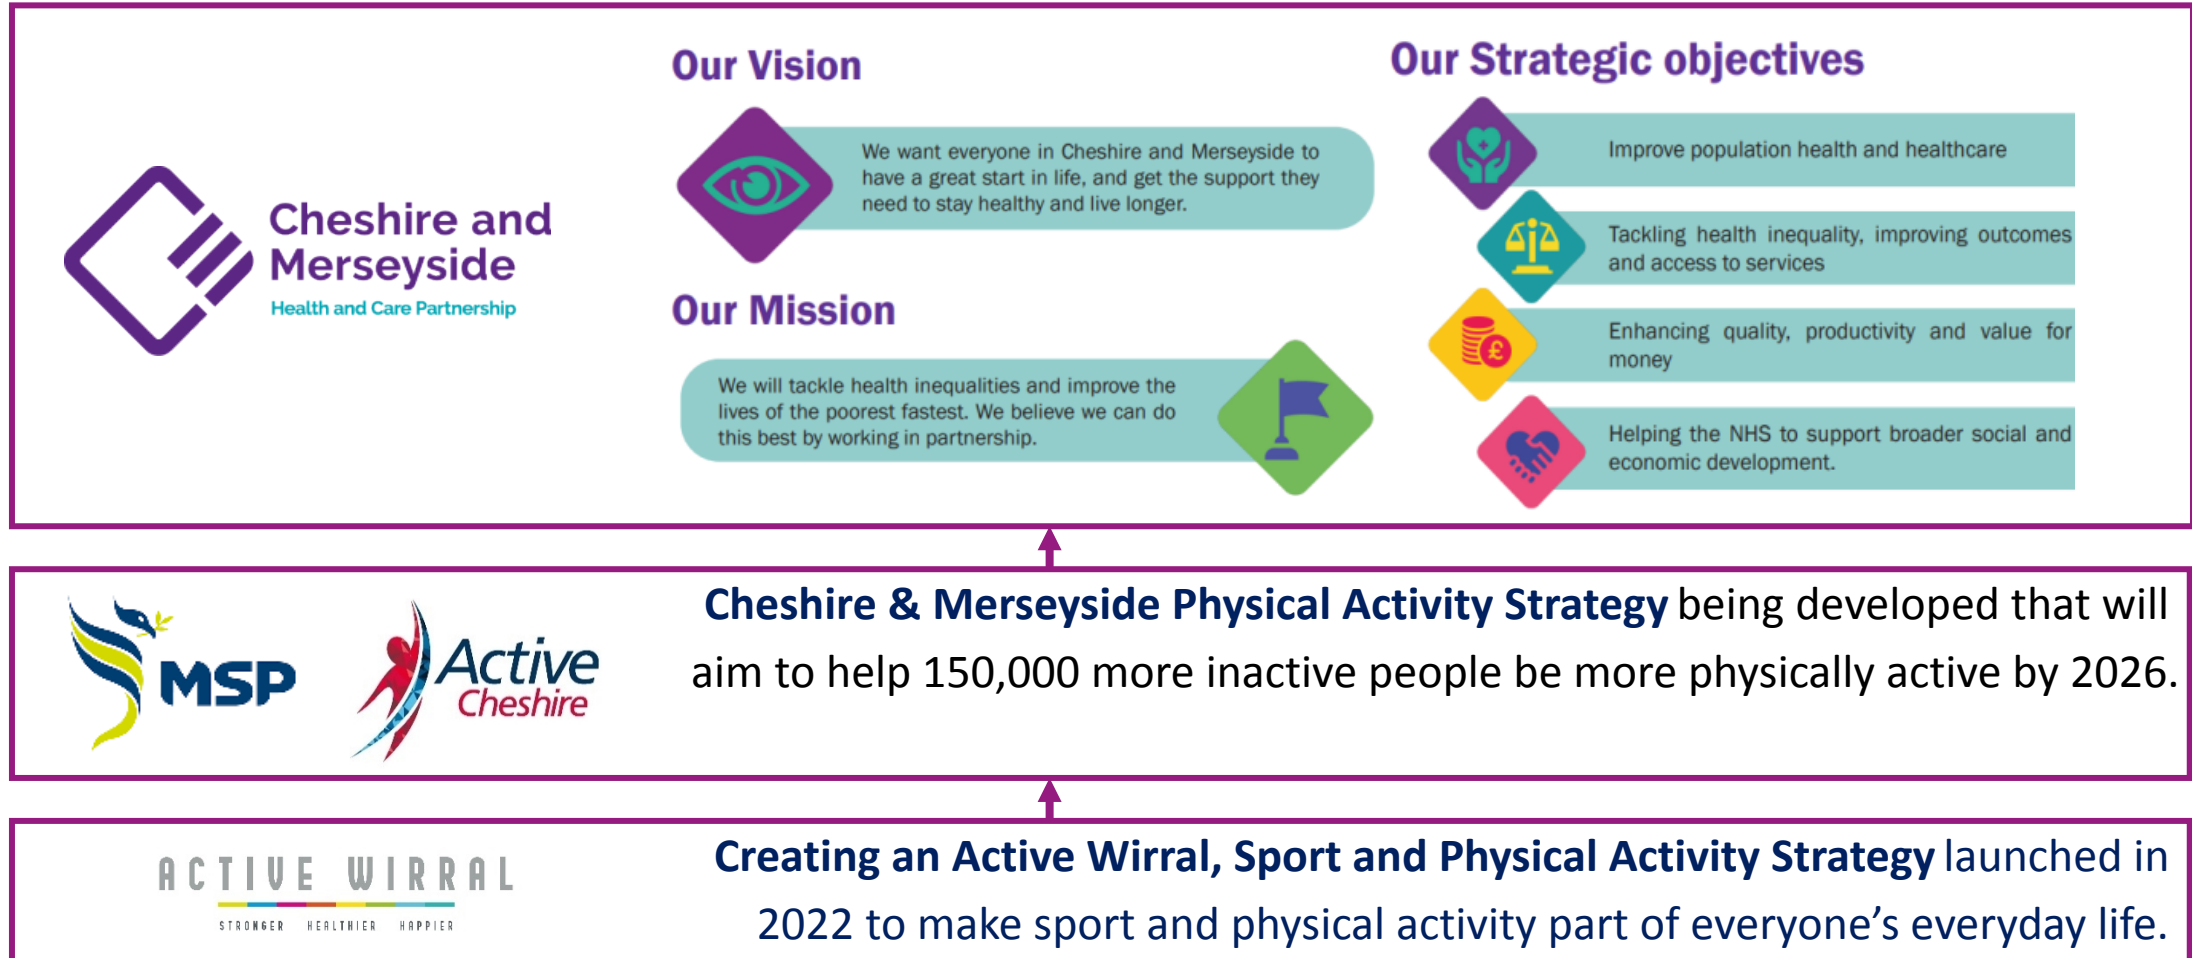 Cheshire and
Merseyside
Health and Care Partnership
Our Vision
We want everyone in Cheshire and Merseyside to
have a great start in life, and get the support they
need to stay healthy and live longer.
Our Mission
We will tackle health inequalities and improve the
lives of the poorest fastest. We believe we can do
this best by working in partnership.
Our Strategic objectives
Improve population health and healthcare
Tackling health inequality, improving outcomes
and access to services
£
Enhancing quality, productivity and value for
money
Helping the NHS to support broader social and
economic development.
MSP
Active
Cheshire
Cheshire & Merseyside Physical Activity Strategy being developed that will
aim to help 150,000 more inactive people be more physically active by 2026.
ACTIVE WIRRAL
STRONGER HEALTHIER HAPPIER
Creating an Active Wirral, Sport and Physical Activity Strategy launched in
2022 to make sport and physical activity part of everyone’s everyday life.